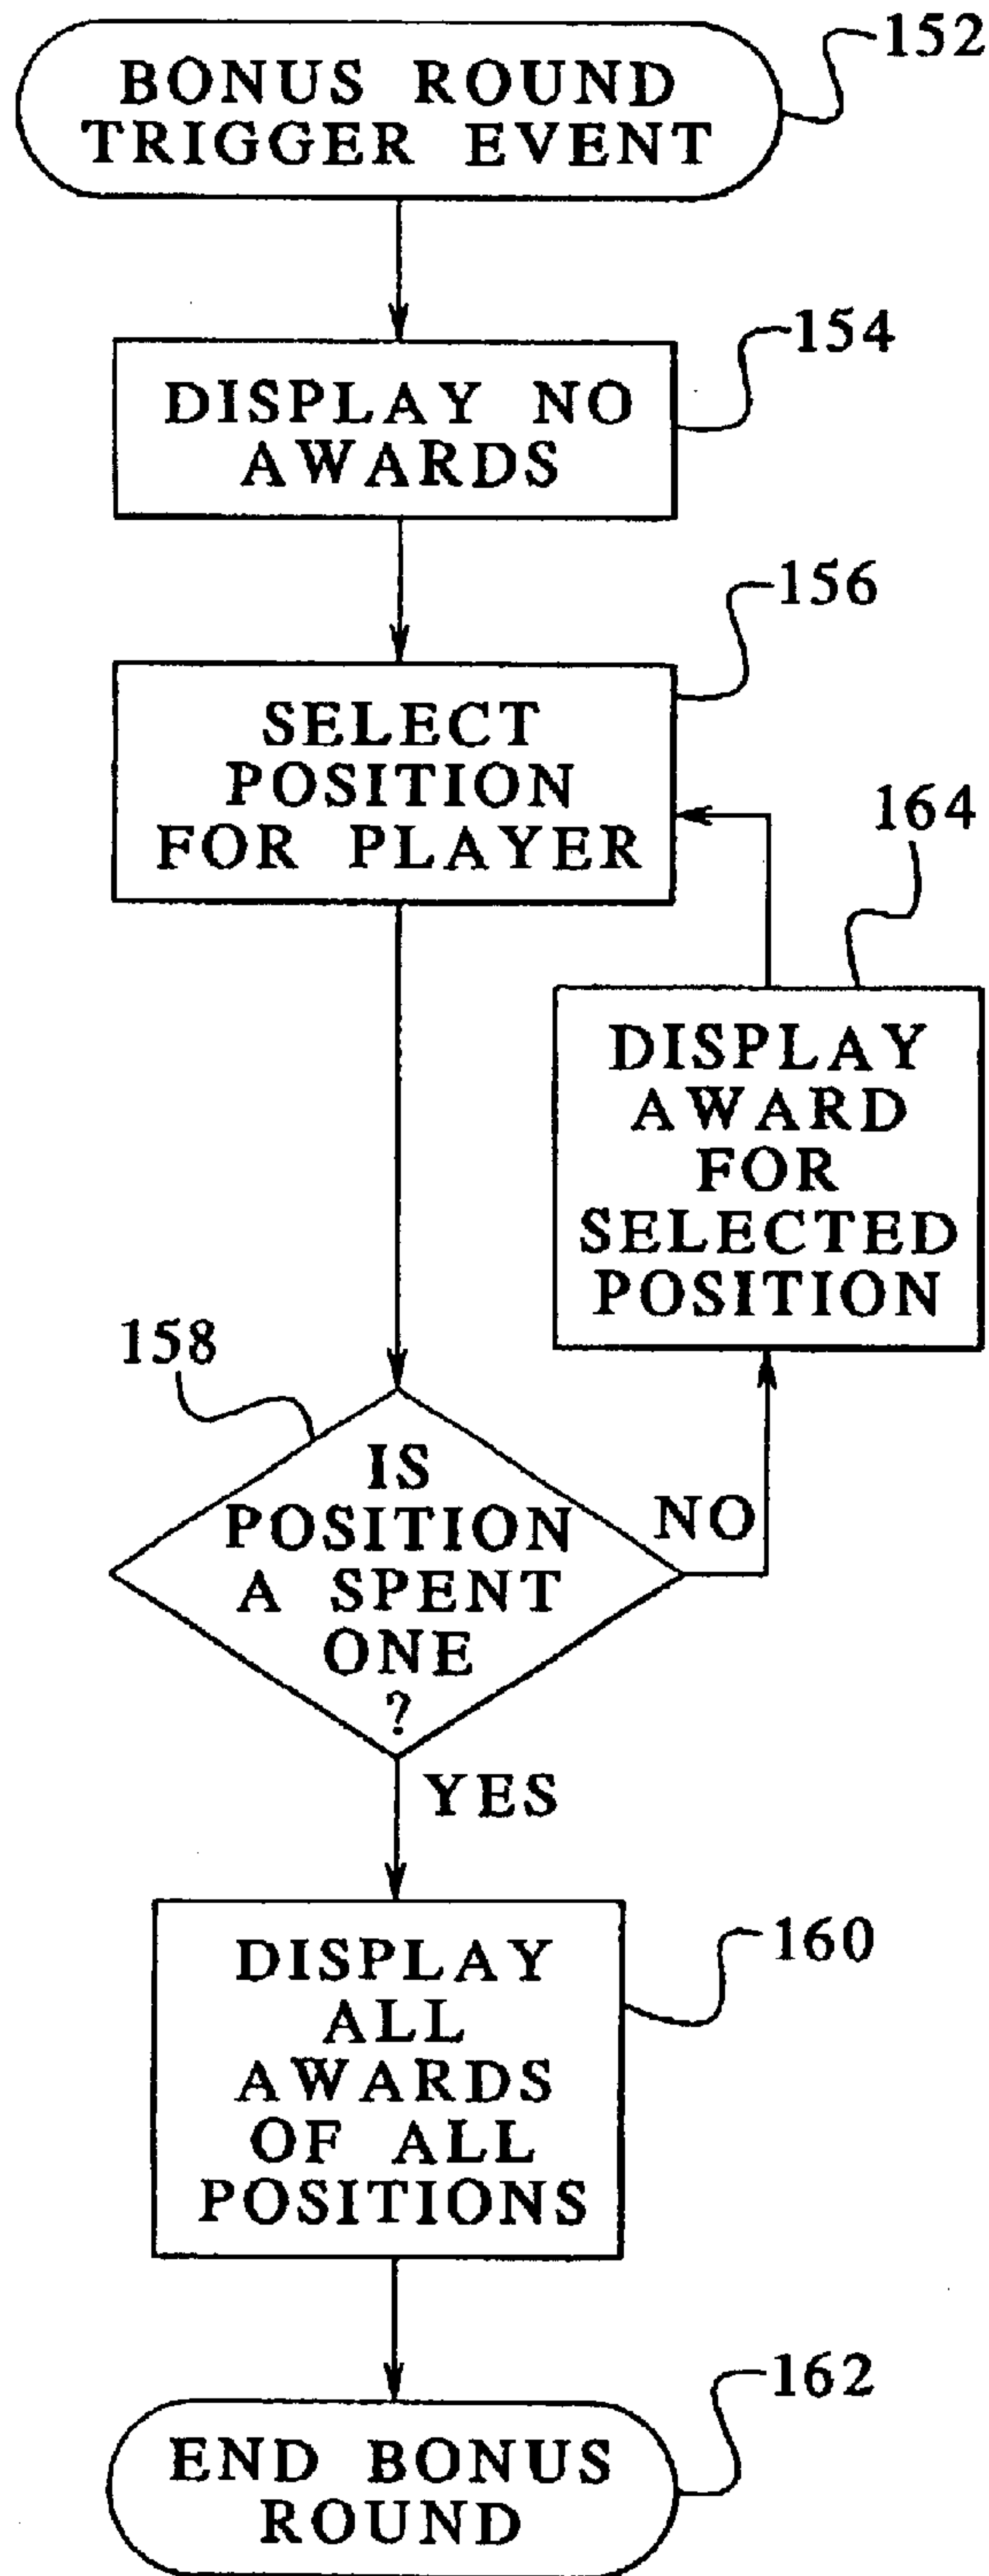 BONUS ROUND
TRIGGER EVENT
152
DISPLAY NO
AWARDS
154
SELECT
POSITION
FOR PLAYER
156
DISPLAY
AWARD
FOR
SELECTED
POSITION
164
IS
POSITION
A SPENT
ONE
?
158
NO
YES
DISPLAY
ALL
AWARDS
OF ALL
POSITIONS
160
END BONUS
ROUND
162